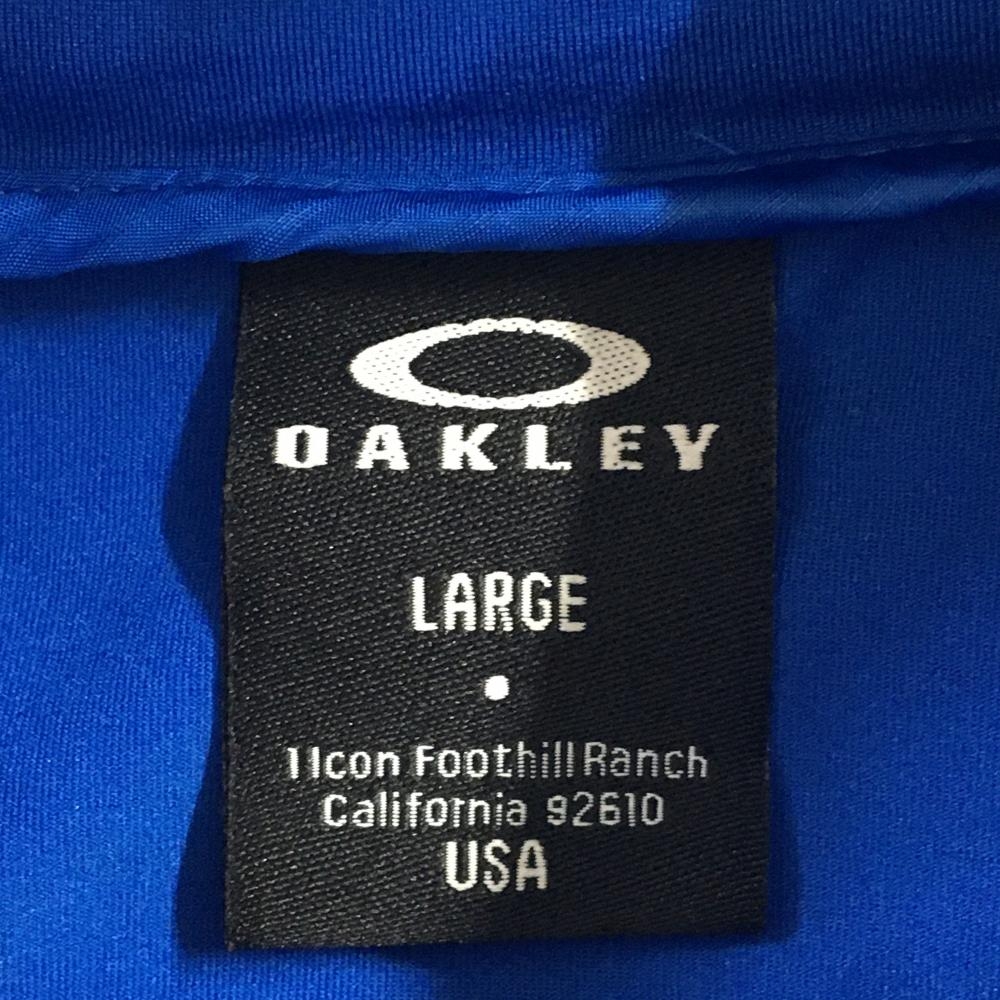 OAKLEY
LARGE
1 Icon Foothill Ranch
California 92610
USA